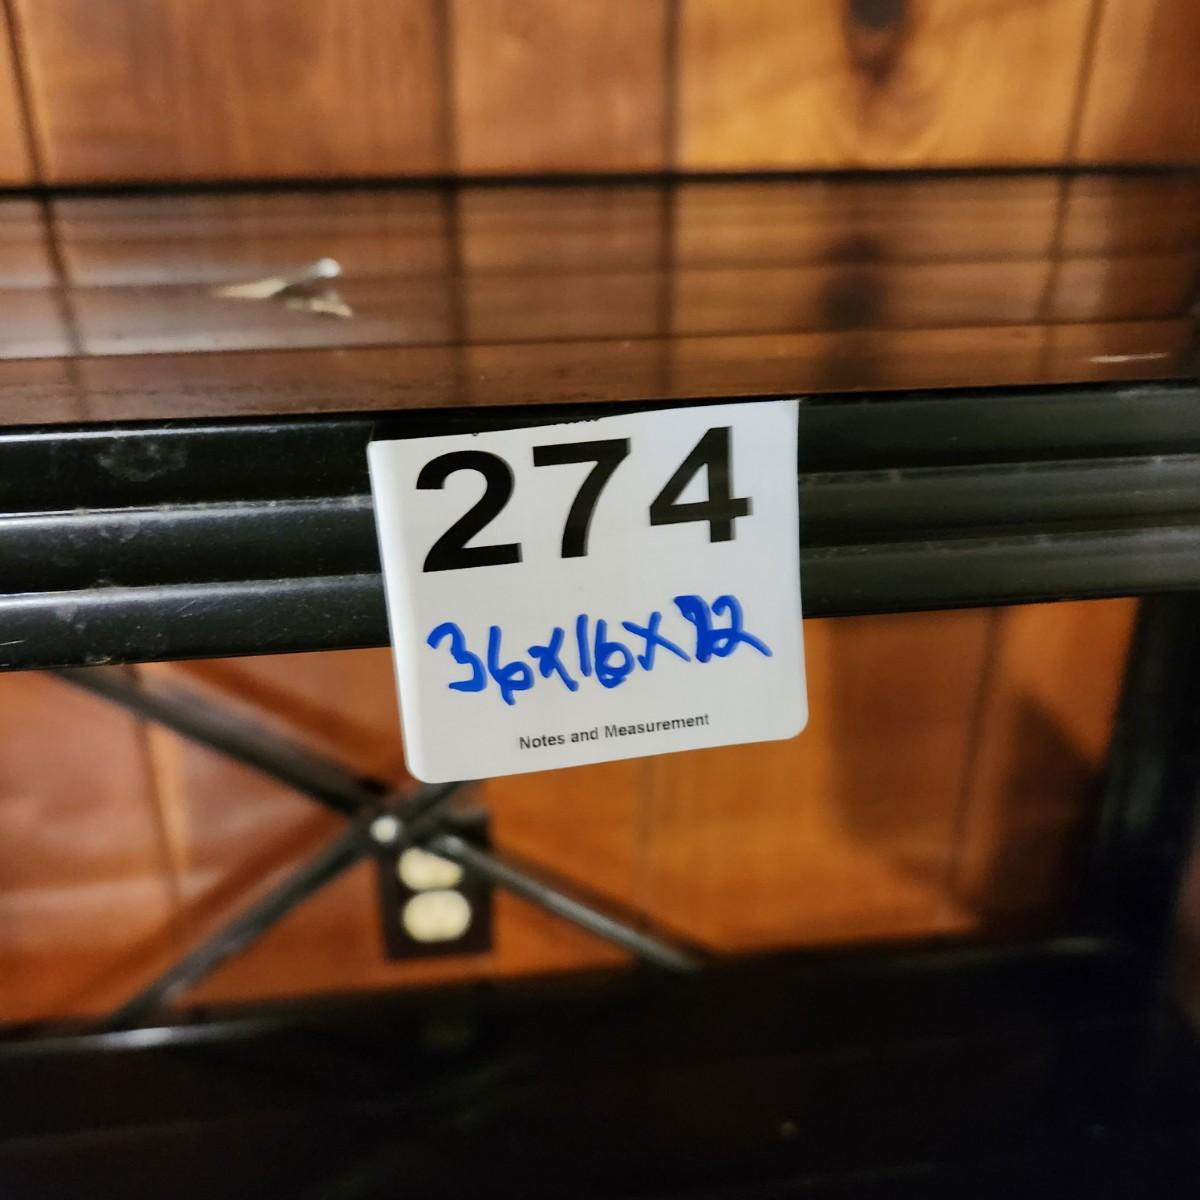 274
36x16x72
Notes and Measurement